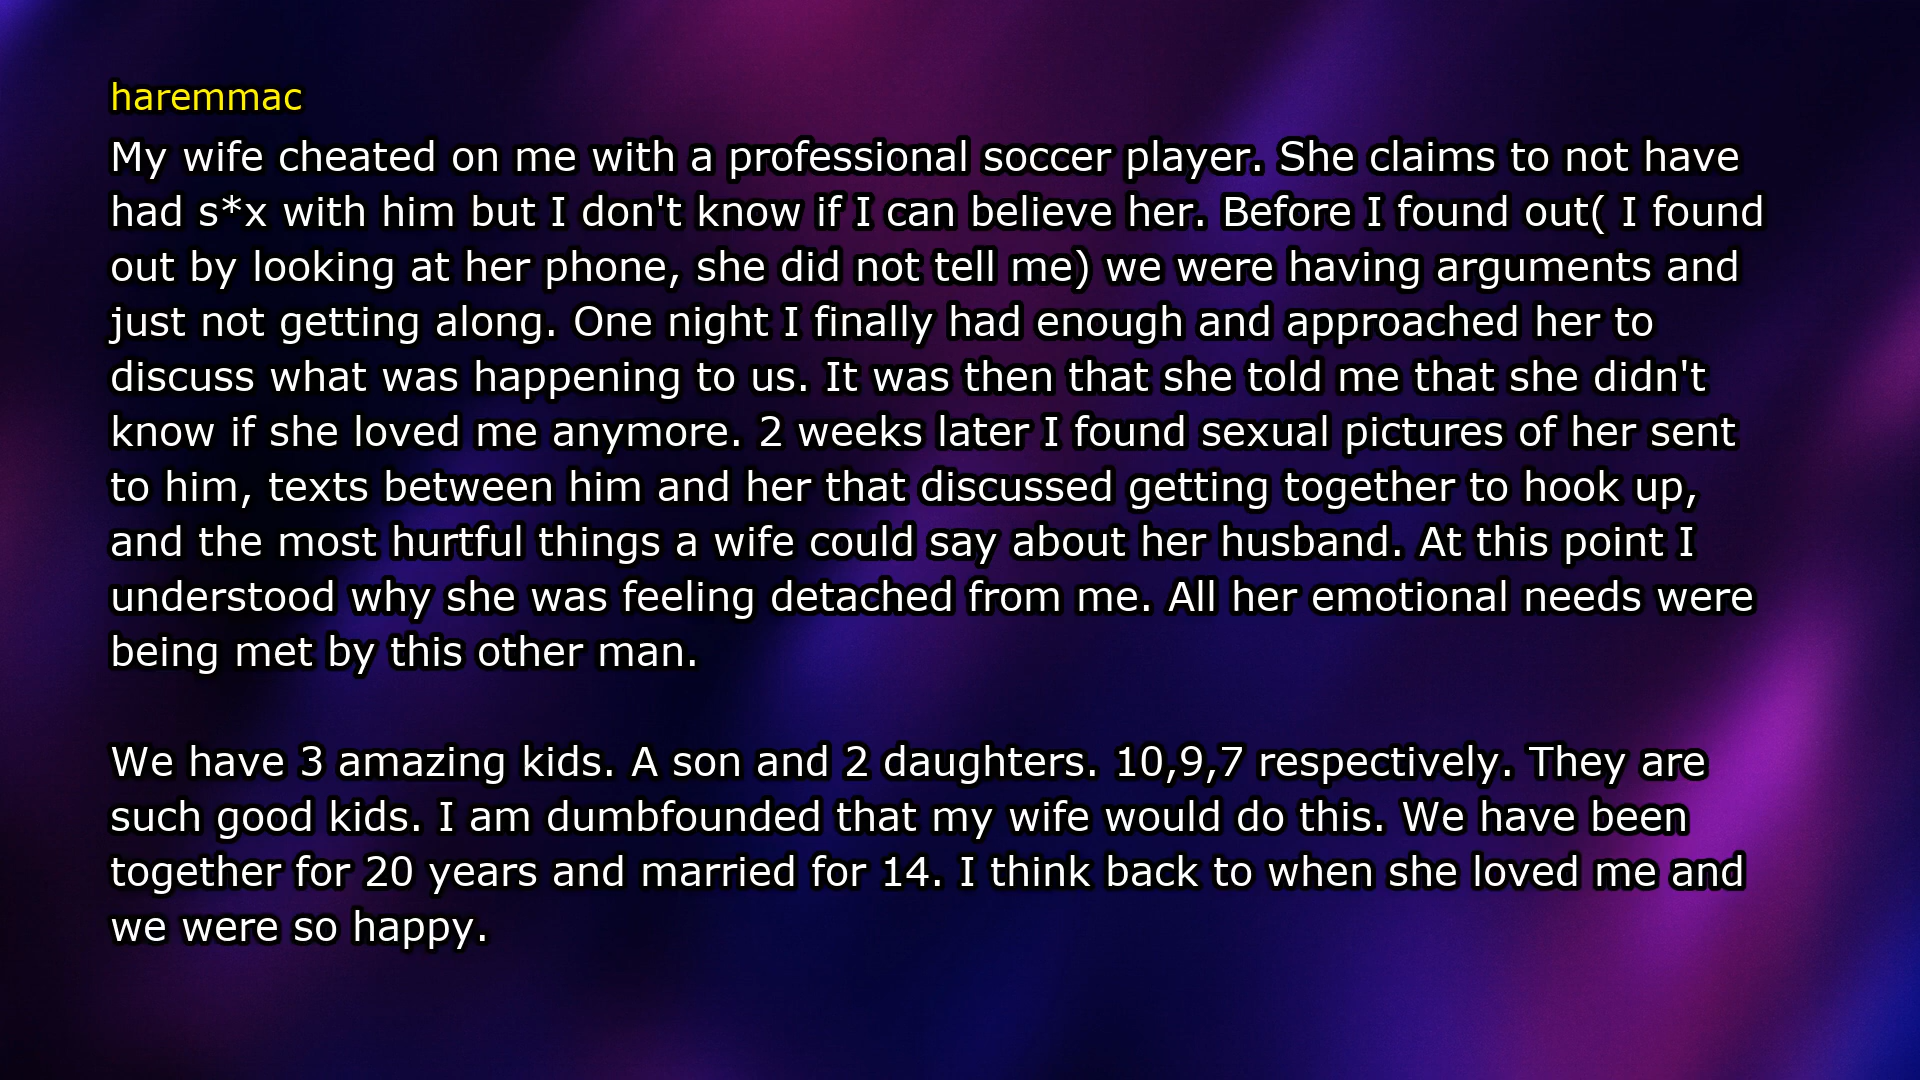 haremmac
My wife cheated on me with a professional soccer player. She claims to not have
had s*x with him but I don't know if I can believe her. Before I found out( I found
out by looking at her phone, she did not tell me) we were having arguments and
just not getting along. One night I finally had enough and approached her to
discuss what was happening to us. It was then that she told me that she didn't
know if she loved me anymore. 2 weeks later I found sexual pictures of her sent
to him, texts between him and her that discussed getting together to hook up,
and the most hurtful things a wife could say about her husband. At this point I
understood why she was feeling detached from me. All her emotional needs were
being met by this other man.
We have 3 amazing kids. A son and 2 daughters. 10,9,7 respectively. They are
such good kids. I am dumbfounded that my wife would do this. We have been
together for 20 years and married for 14. I think back to when she loved me and
we were so happy.